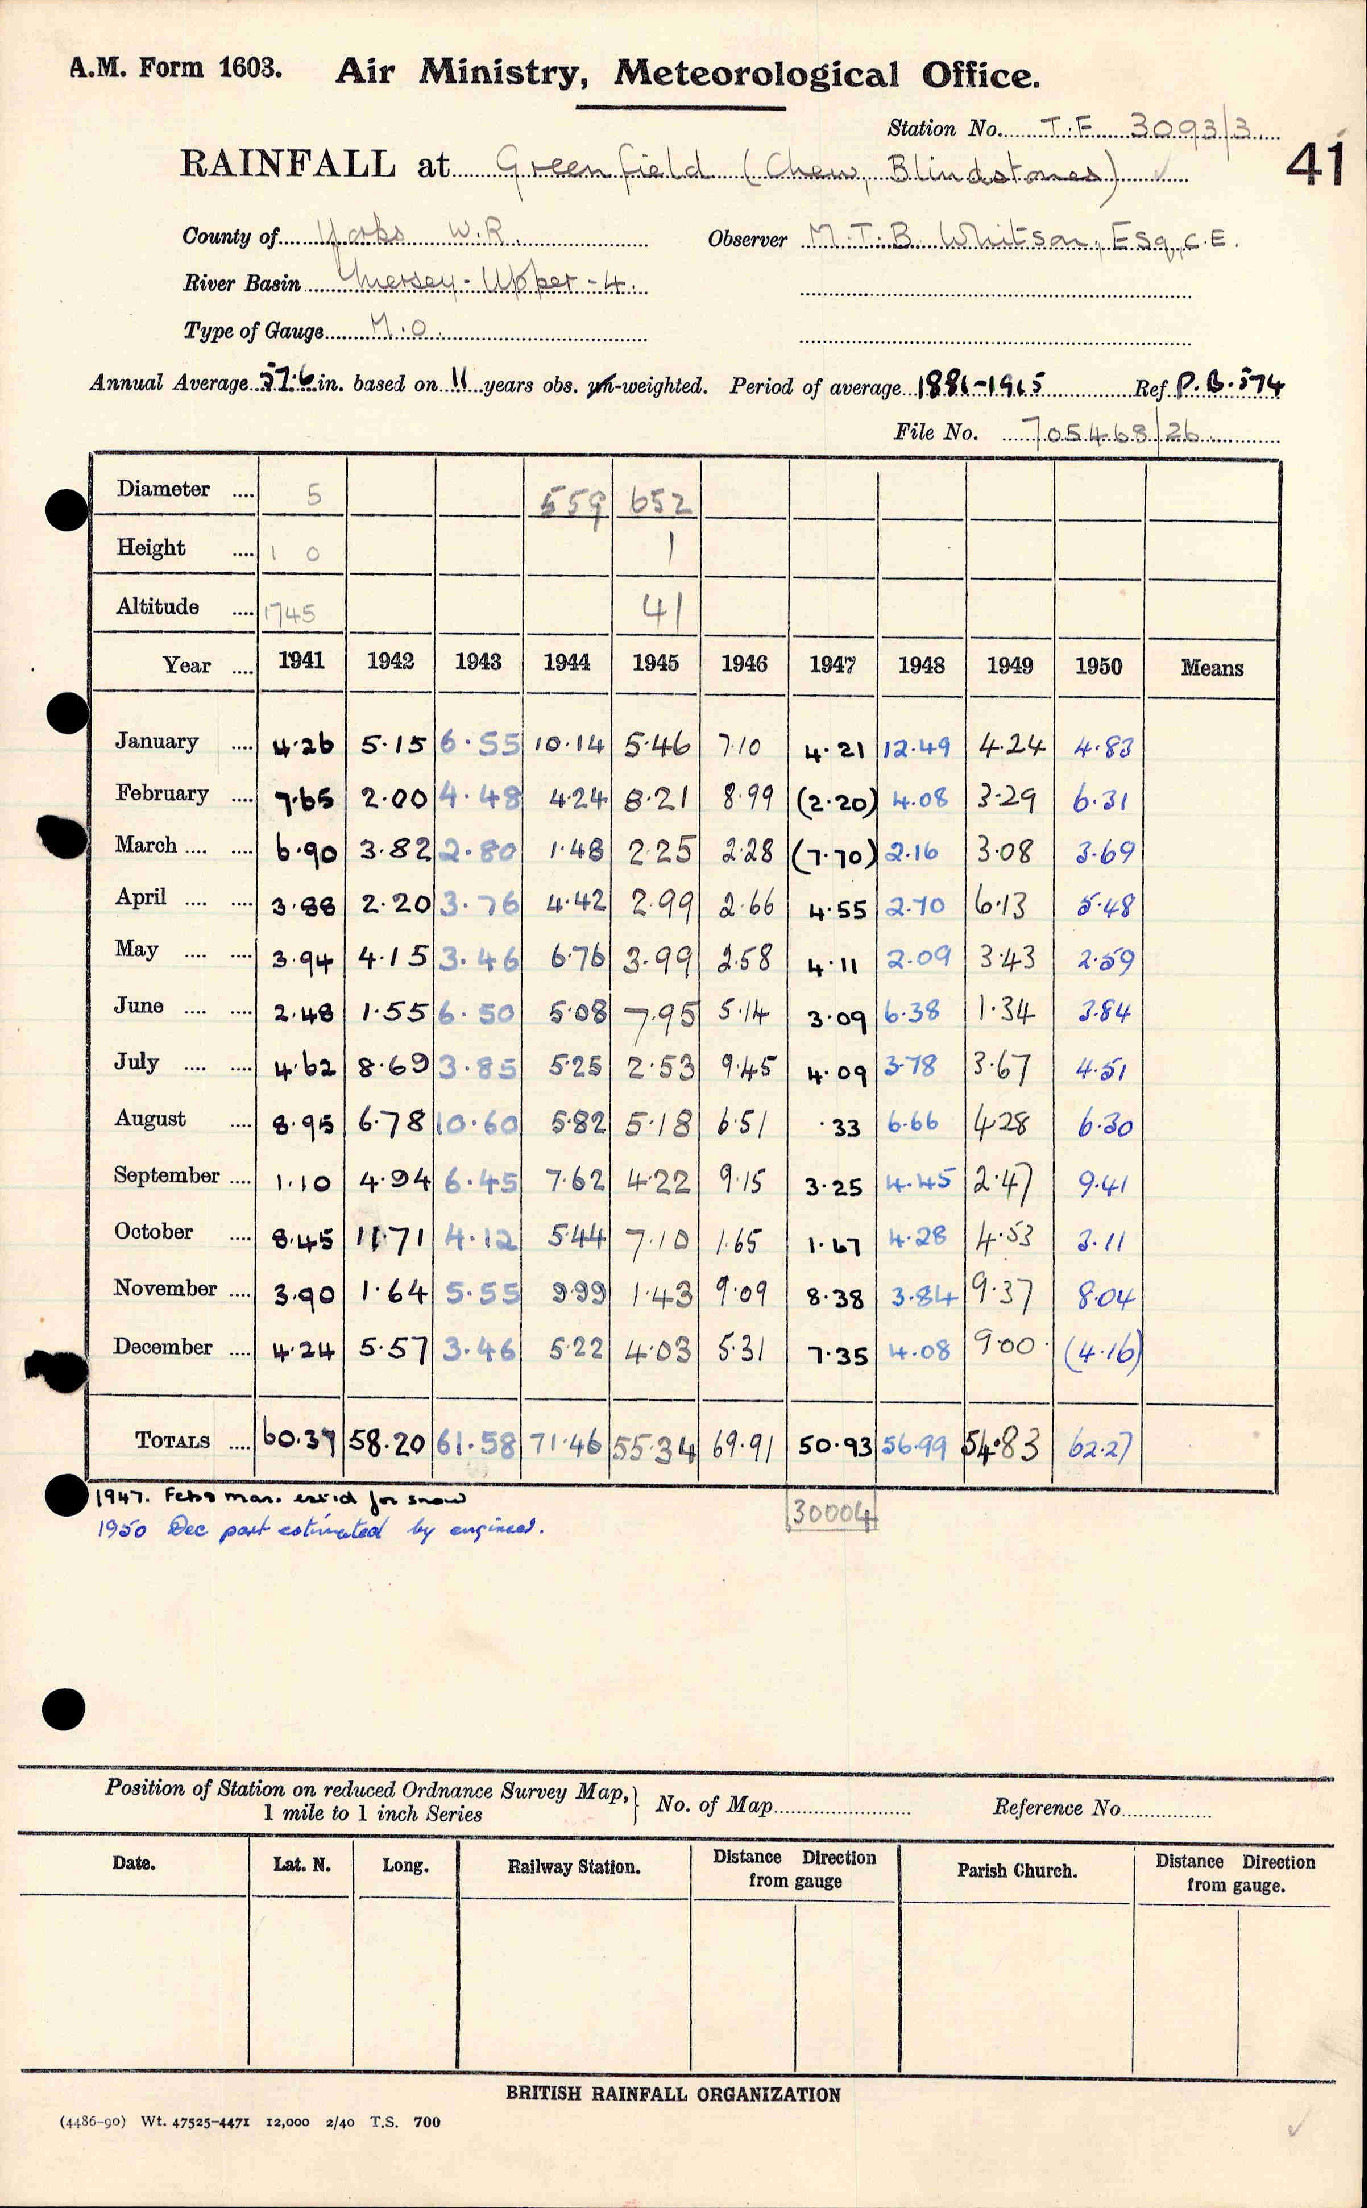 A.M. Form 1603. Air Ministry, Meteorological Office.
Station No. T.F 3093/3
RAINFALL at Greenfield (Chew, Blindstones) 41
County of Yorks W.R. Observer M.T.B. Whitson, Esq, C.E.
River Basin Mersey-Upper-4.
Type of Gauge M.O.
Annual Average 57.6 in. based on 11 years obs. un-weighted. Period of average 1881-1915 Ref P.B.574
File No. 705468/26
Diameter .... 5 559 652
Height .... 1 0 1
Altitude .... 1745 41
Year .... 1941 1942 1943 1944 1945 1946 1947 1948 1949 1950 Means
January .... 4.26 5.15 6.55 10.14 5.46 7.10 4.21 12.49 4.24 4.83
February .... 7.65 2.00 4.48 4.24 8.21 8.99 (2.20) 4.08 3.29 6.31
March .... .... 6.90 3.82 2.80 1.48 2.25 2.28 (7.70) 2.16 3.08 3.69
April .... .... 3.88 2.20 3.76 4.42 2.99 2.66 4.55 2.70 6.13 5.48
May .... .... 3.94 4.15 3.46 6.76 3.99 2.58 4.11 2.09 3.43 2.59
June .... .... 2.48 1.55 6.50 5.08 7.95 5.14 3.09 6.38 1.34 3.84
July .... .... 4.62 8.69 3.85 5.25 2.53 9.45 4.09 3.78 3.67 4.51
August .... 8.95 6.78 10.60 5.82 5.18 6.51 .33 6.66 4.28 6.30
September .... 1.10 4.94 6.45 7.62 4.22 9.15 3.25 4.45 2.47 9.41
October .... 8.45 11.71 4.12 5.44 7.10 1.65 1.67 4.28 4.53 3.11
November .... 3.90 1.64 5.55 9.99 1.43 9.09 8.38 3.84 9.37 8.04
December .... 4.24 5.57 3.46 5.22 4.03 5.31 7.35 4.08 9.00 (4.16)
TOTALS .... 60.37 58.20 61.58 71.46 55.34 69.91 50.93 56.99 54.83 62.27
1947. Feb & Mar. est'd for snow
30004
1950 Dec part estimated by engineer.
Position of Station on reduced Ordnance Survey Map, 1 mile to 1 inch Series } No. of Map Reference No.
Date. Lat. N. Long. Railway Station. Distance Direction from gauge Parish Church. Distance Direction from gauge.
BRITISH RAINFALL ORGANIZATION
(4486-90) Wt. 47525-4471 12,000 2/40 T.S. 700